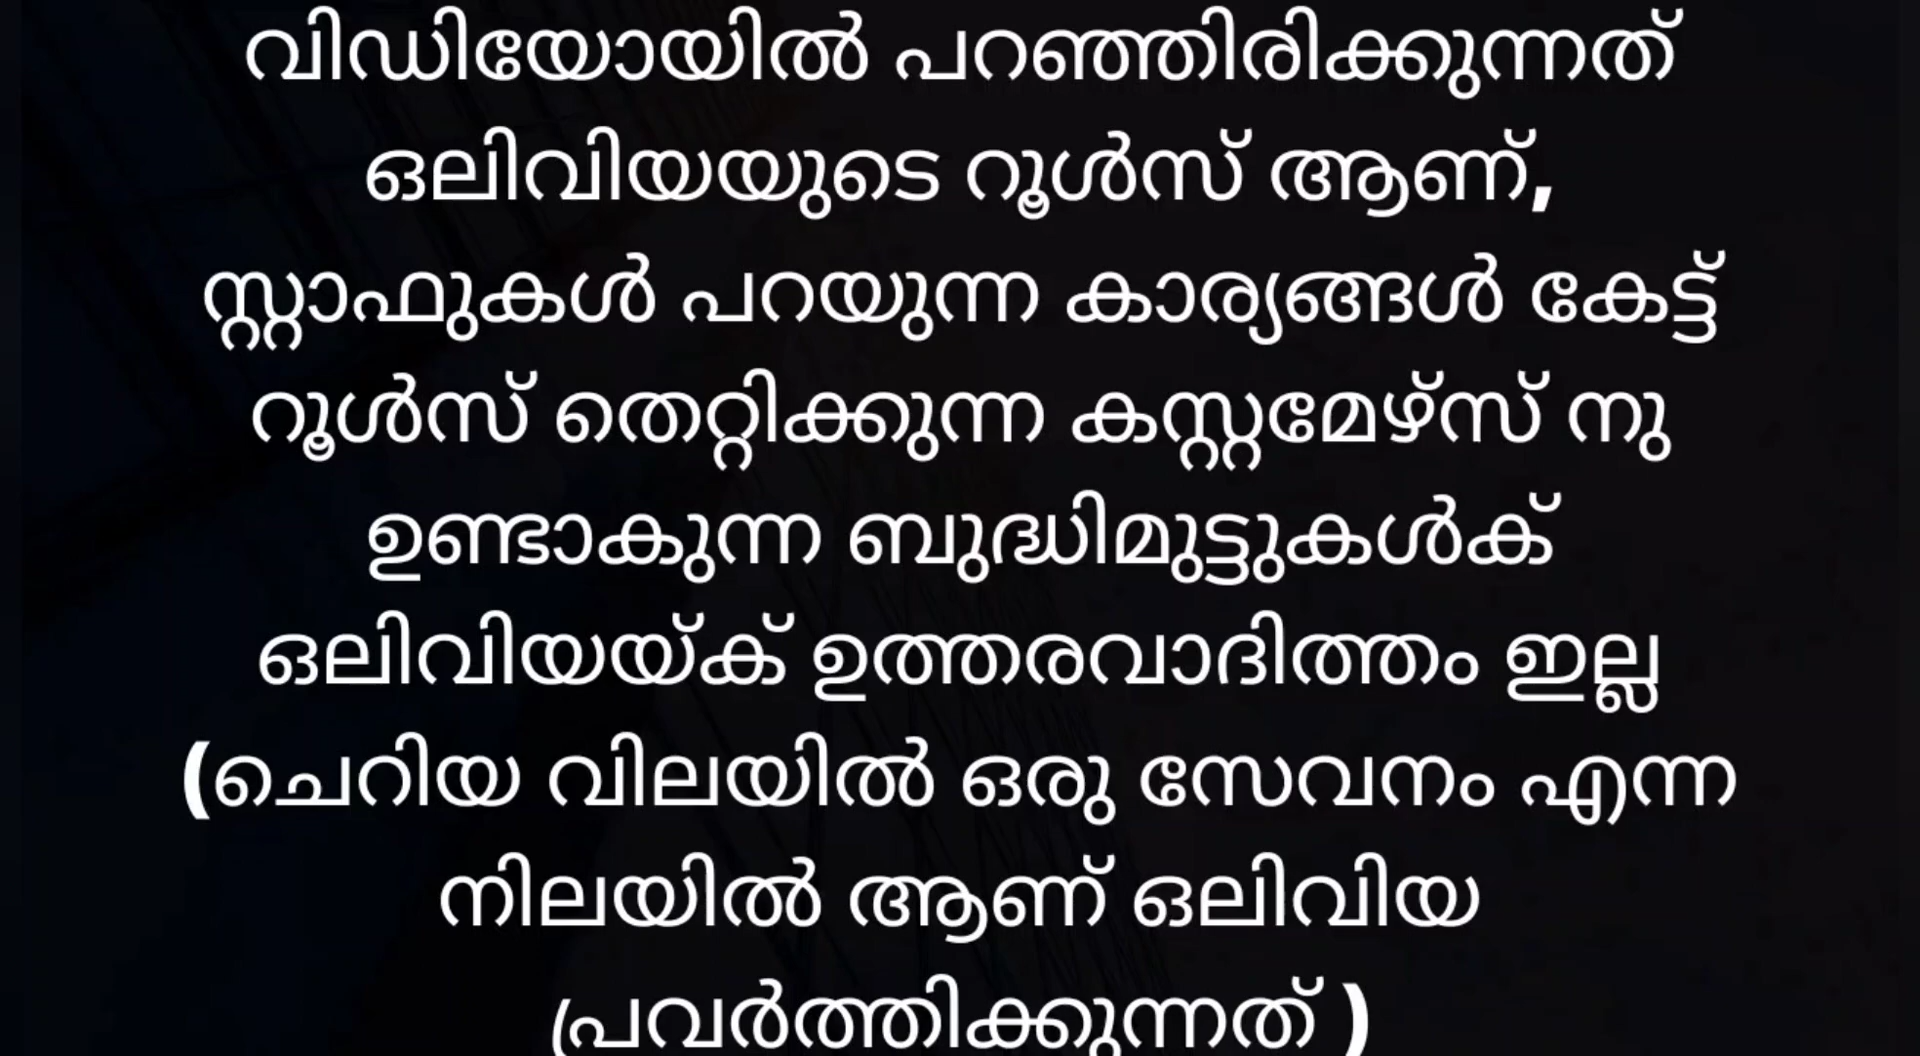 വിഡിയോയിൽ പറഞ്ഞിരിക്കുന്നത്
ഒലിവിയയുടെ റൂൾസ് ആണ്,
സ്റ്റാഫുകൾ പറയുന്ന കാര്യങ്ങൾ കേട്ട്
റൂൾസ് തെറ്റിക്കുന്ന കസ്റ്റമേഴ്സ് നു
ഉണ്ടാകുന്ന ബുദ്ധിമുട്ടുകൾക്
ഒലിവിയയ്ക് ഉത്തരവാദിത്തം ഇല്ല
(ചെറിയ വിലയിൽ ഒരു സേവനം എന്ന
നിലയിൽ ആണ് ഒലിവിയ
പ്രവർത്തിക്കുന്നത് )